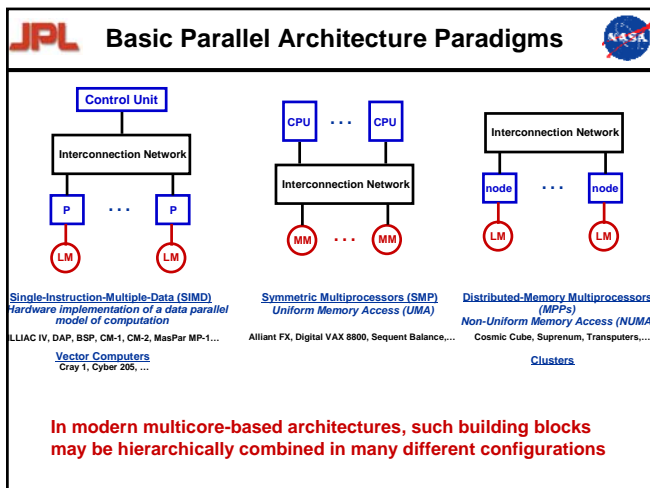 JPL
Basic Parallel Architecture Paradigms
NASA
Control Unit
Interconnection Network
P
. . .
P
LM
LM
CPU
. . .
CPU
Interconnection Network
MM
. . .
MM
Interconnection Network
node
. . .
node
LM
LM
Single-Instruction-Multiple-Data (SIMD)
Hardware implementation of a data parallel
model of computation
ILLIAC IV, DAP, BSP, CM-1, CM-2, MasPar MP-1…
Vector Computers
Cray 1, Cyber 205, …
Symmetric Multiprocessors (SMP)
Uniform Memory Access (UMA)
Alliant FX, Digital VAX 8800, Sequent Balance,…
Distributed-Memory Multiprocessors
(MPPs)
Non-Uniform Memory Access (NUMA)
Cosmic Cube, Suprenum, Transputers,…
Clusters
In modern multicore-based architectures, such building blocks
may be hierarchically combined in many different configurations